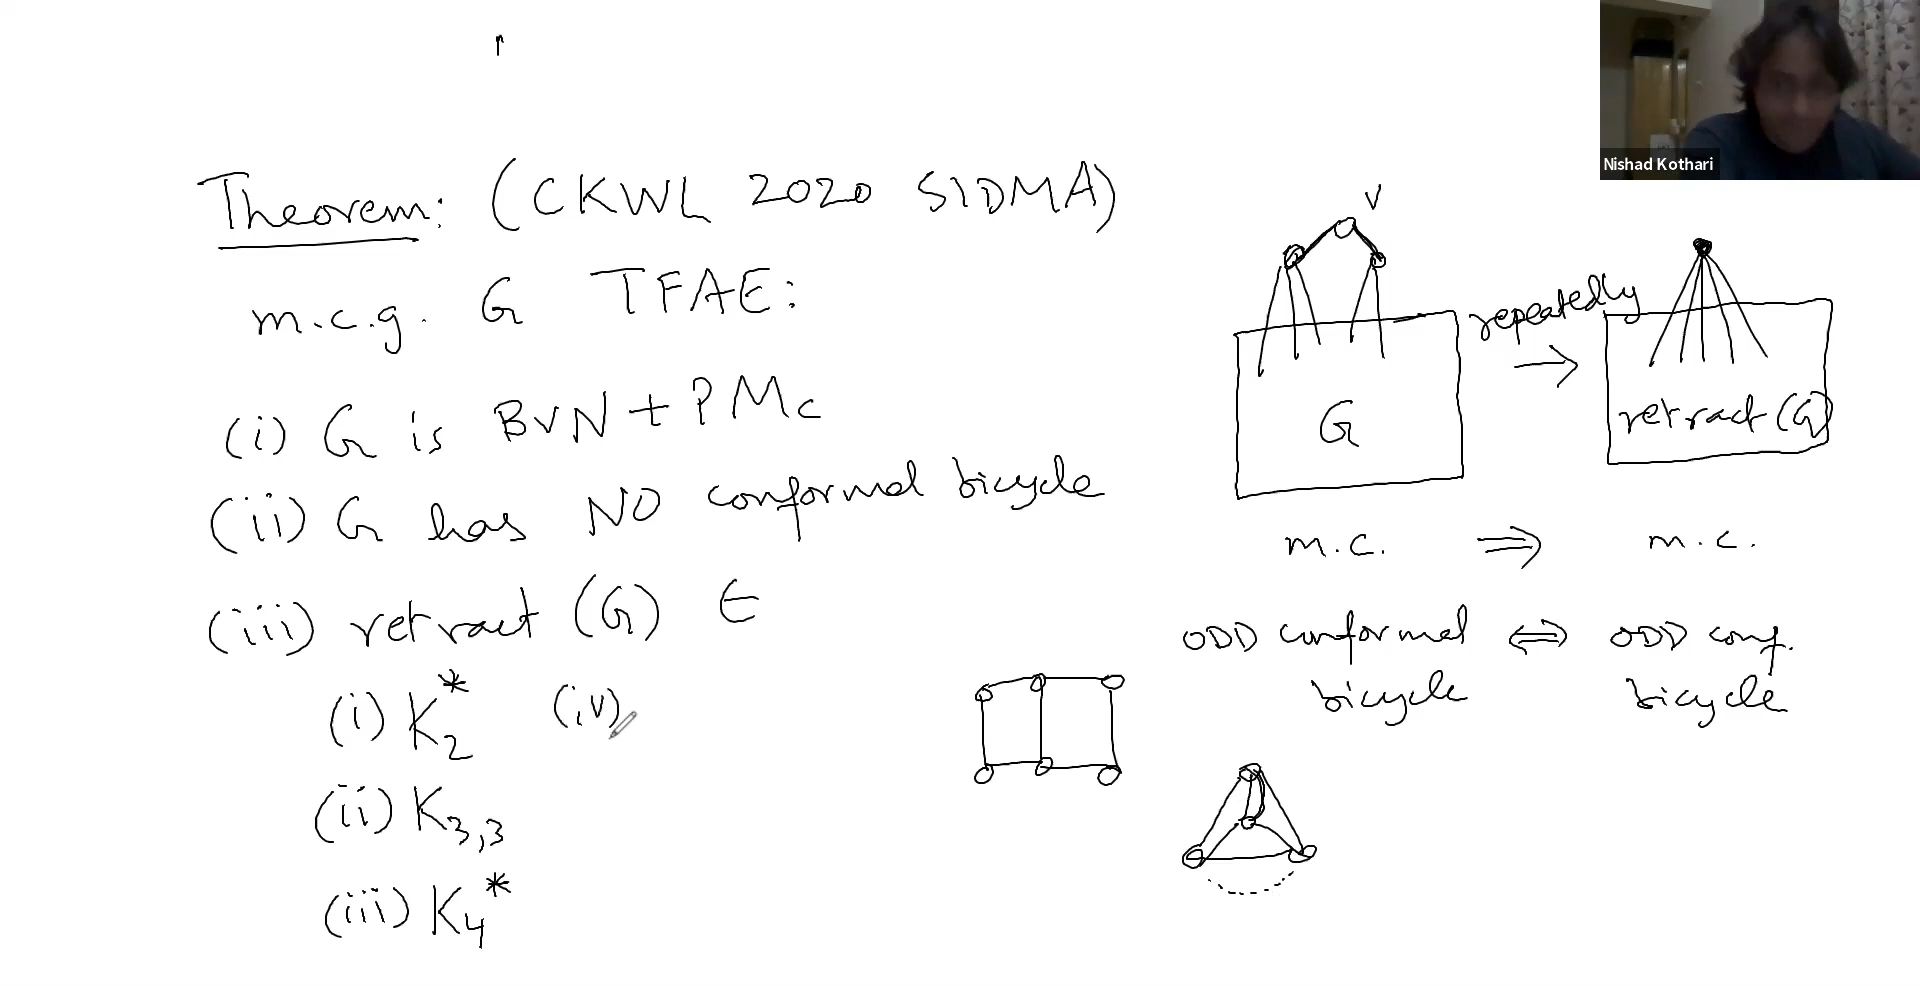 Nishad Kothari
Theorem: (CKWL 2020 SIDMA)
m.c.g. G TFAE:
(i) G is BVN + PMc
(ii) G has NO conformal bicycle
(iii) retract (G) ∈
(i) K₂* (iv)
(ii) K₃,₃
(iii) K₄*
V
repeatedly
⇒
G
retract (G)
m.c. ⇒ m.c.
ODD conformal ⇔ ODD conf.
bicycle bicycle